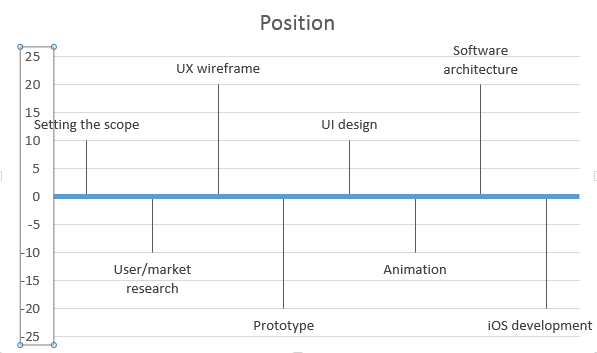 Position
25
20
15
10
5
0
-5
-10
-15
-20
-25
Setting the scope
User/market
research
UX wireframe
Prototype
UI design
Animation
Software
architecture
iOS development